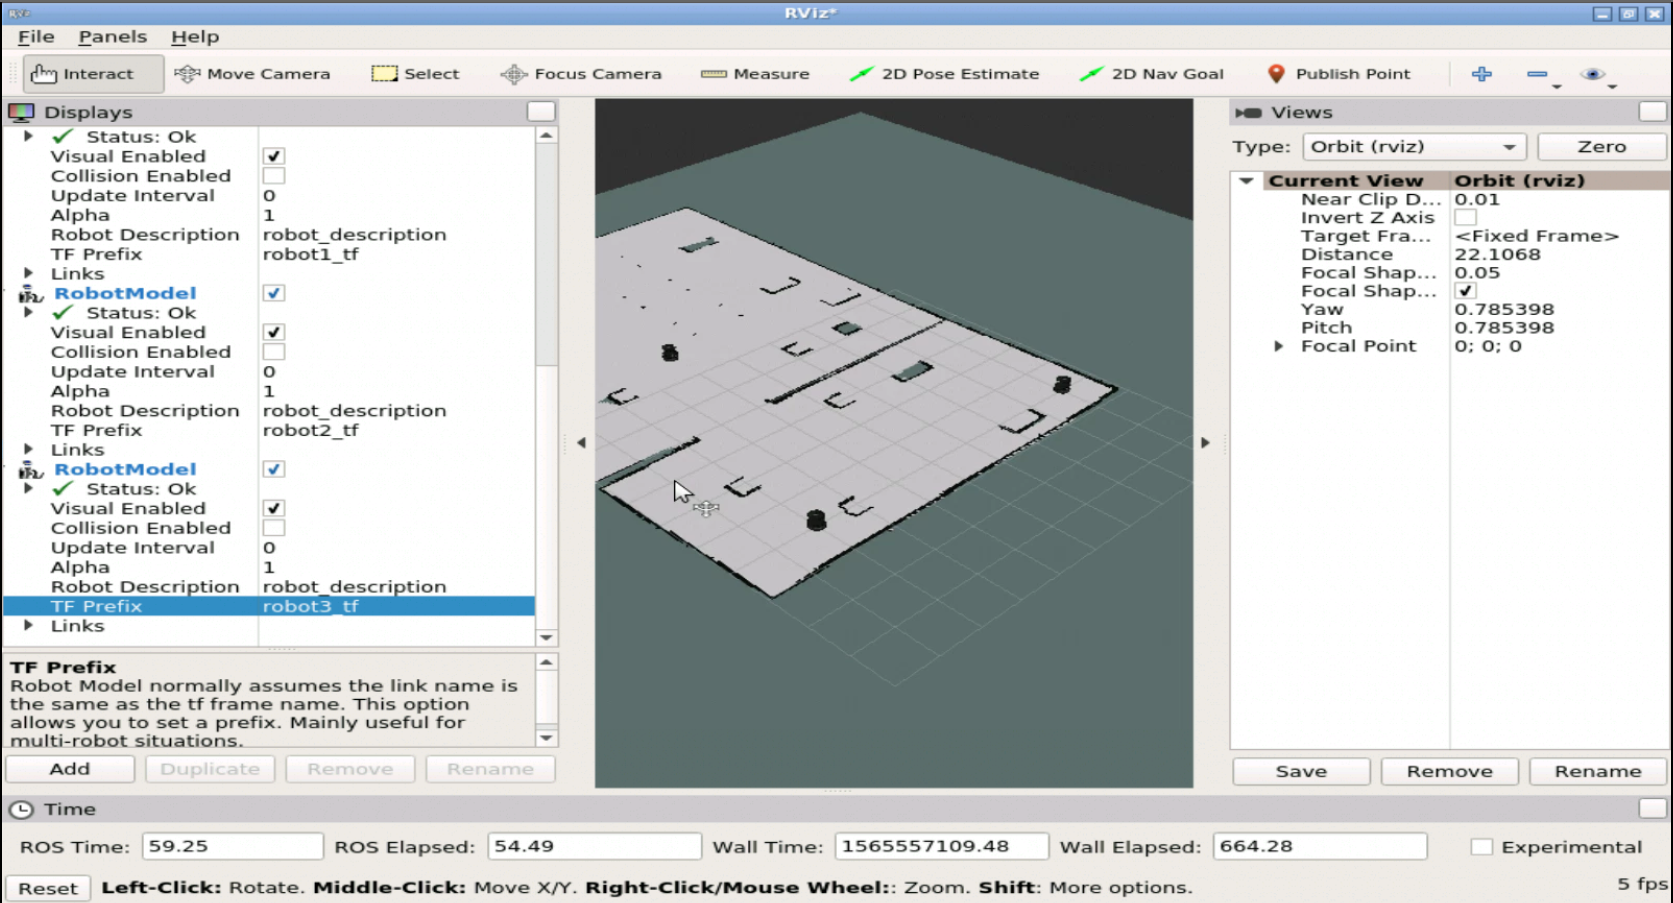 RViz*
File Panels Help
Interact Move Camera Select Focus Camera Measure 2D Pose Estimate 2D Nav Goal Publish Point
Displays
Status: Ok
Visual Enabled
Collision Enabled
Update Interval 0
Alpha 1
Robot Description robot_description
TF Prefix robot1_tf
Links
RobotModel
Status: Ok
Visual Enabled
Collision Enabled
Update Interval 0
Alpha 1
Robot Description robot_description
TF Prefix robot2_tf
Links
RobotModel
Status: Ok
Visual Enabled
Collision Enabled
Update Interval 0
Alpha 1
Robot Description robot_description
TF Prefix robot3_tf
Links
TF Prefix
Robot Model normally assumes the link name is
the same as the tf frame name. This option
allows you to set a prefix. Mainly useful for
multi-robot situations.
Add Duplicate Remove Rename
Views
Type: Orbit (rviz) Zero
Current View Orbit (rviz)
Near Clip D... 0.01
Invert Z Axis
Target Fra... <Fixed Frame>
Distance 22.1068
Focal Shap... 0.05
Focal Shap...
Yaw 0.785398
Pitch 0.785398
Focal Point 0; 0; 0
Save Remove Rename
Time
ROS Time: 59.25 ROS Elapsed: 54.49 Wall Time: 1565557109.48 Wall Elapsed: 664.28 Experimental
Reset Left-Click: Rotate. Middle-Click: Move X/Y. Right-Click/Mouse Wheel:: Zoom. Shift: More options. 5 fps